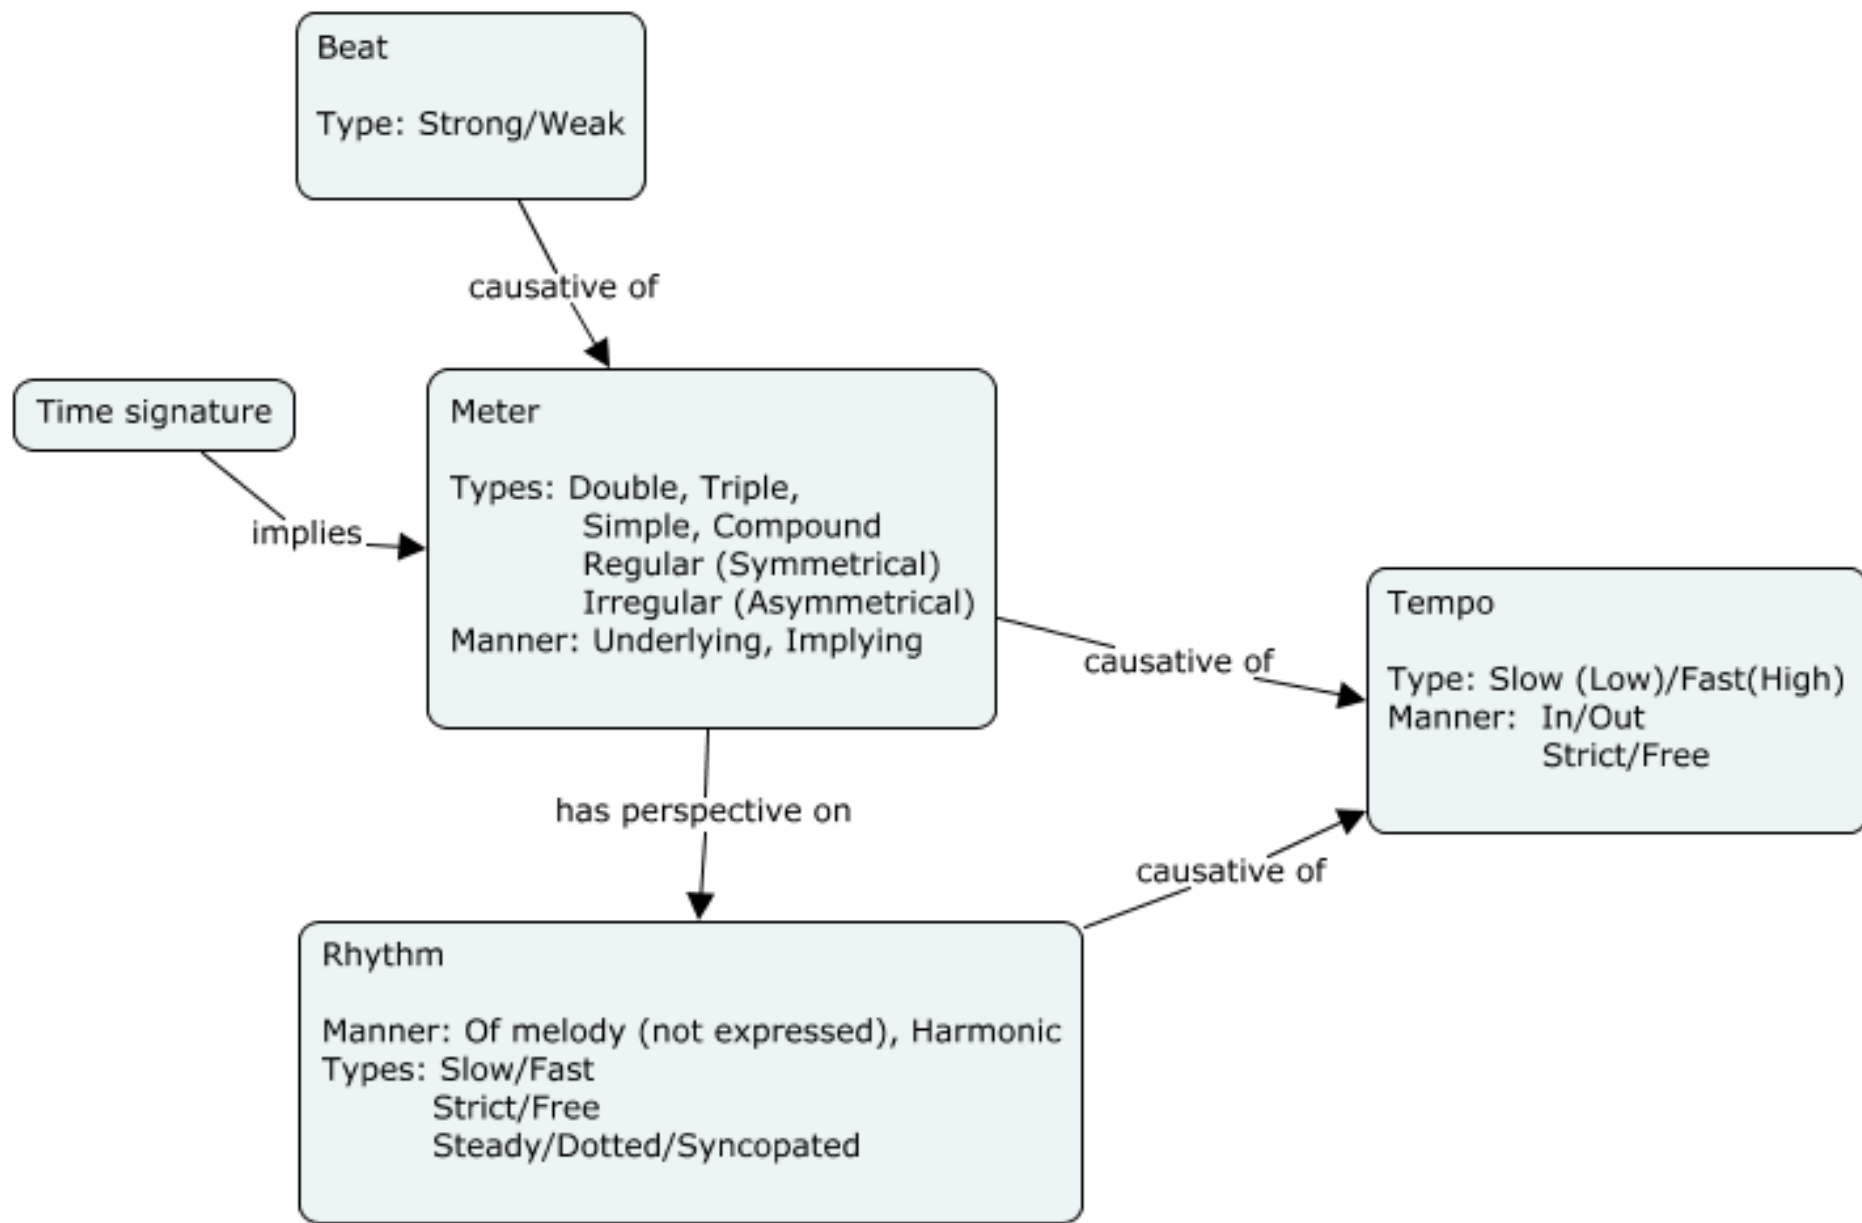 Beat
Type: Strong/Weak
causative of
Time signature
implies
Meter
Types: Double, Triple,
Simple, Compound
Regular (Symmetrical)
Irregular (Asymmetrical)
Manner: Underlying, Implying
causative of
Tempo
Type: Slow (Low)/Fast(High)
Manner: In/Out
Strict/Free
has perspective on
causative of
Rhythm
Manner: Of melody (not expressed), Harmonic
Types: Slow/Fast
Strict/Free
Steady/Dotted/Syncopated